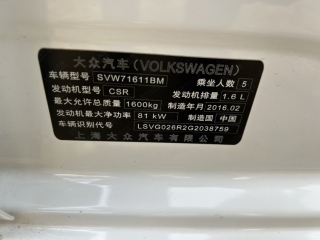 大众汽车(VOLKSWAGEN)
车辆型号 SVW71611BM 乘坐人数 5
发动机型号 CSR 发动机排量 1.6 L
最大允许总质量 1600kg 制造年月 2016.02
发动机最大净功率 81 kW 制造国 中国
车辆识别代号 LSVG026R2G2038759
上海大众汽车有限公司